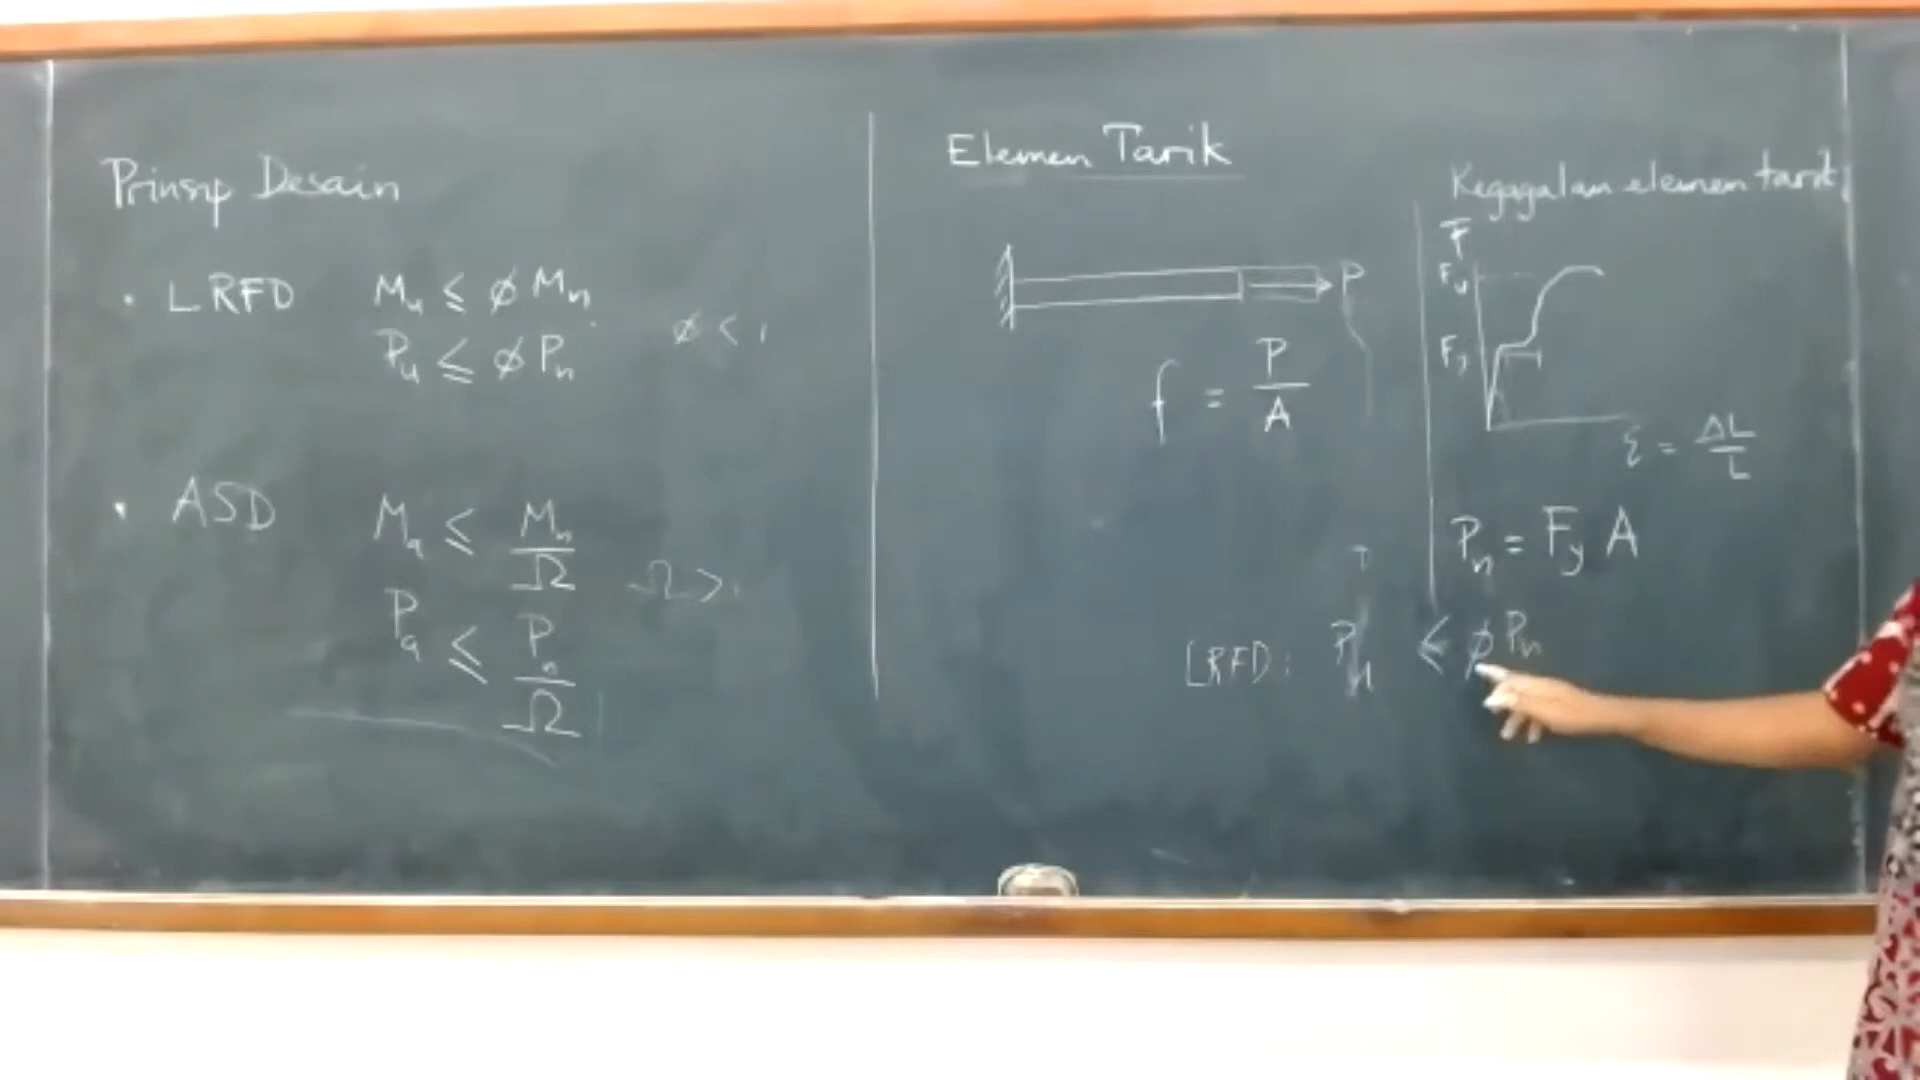 Prinsip Desain
• LRFD Mu ≤ ø Mn
Pu ≤ ø Pn
ø < 1
• ASD Ma ≤ Mn/Ω
Pa ≤ Pn/Ω
Ω > 1
Elemen Tarik
P
f = P/A
Kegagalan elemen tarik
F
Fu
Fy
ε = ΔL/L
Pn = Fy A
LRFD: Pu ≤ ø Pn